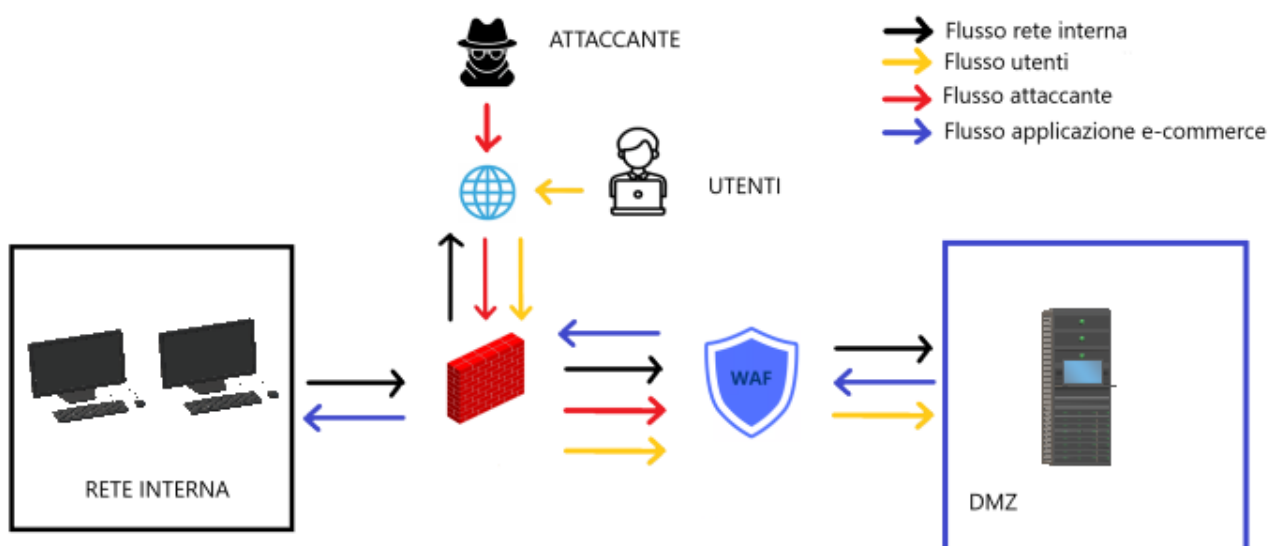 ATTACCANTE
Flusso rete interna
Flusso utenti
Flusso attaccante
Flusso applicazione e-commerce
UTENTI
WAF
RETE INTERNA
DMZ